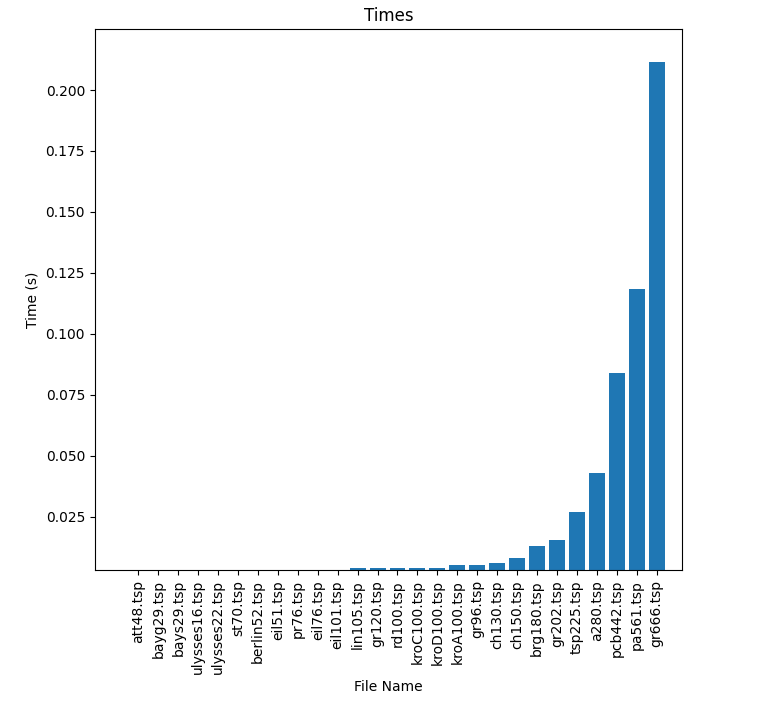 Times
0.200
0.175
0.150
0.125
0.100
0.075
0.050
0.025
Time (s)
att48.tsp
bayg29.tsp
bays29.tsp
ulysses16.tsp
ulysses22.tsp
st70.tsp
berlin52.tsp
eil51.tsp
pr76.tsp
eil76.tsp
eil101.tsp
lin105.tsp
gr120.tsp
rd100.tsp
kroC100.tsp
kroD100.tsp
kroA100.tsp
gr96.tsp
ch130.tsp
ch150.tsp
brg180.tsp
gr202.tsp
tsp225.tsp
a280.tsp
pcb442.tsp
pa561.tsp
gr666.tsp
File Name